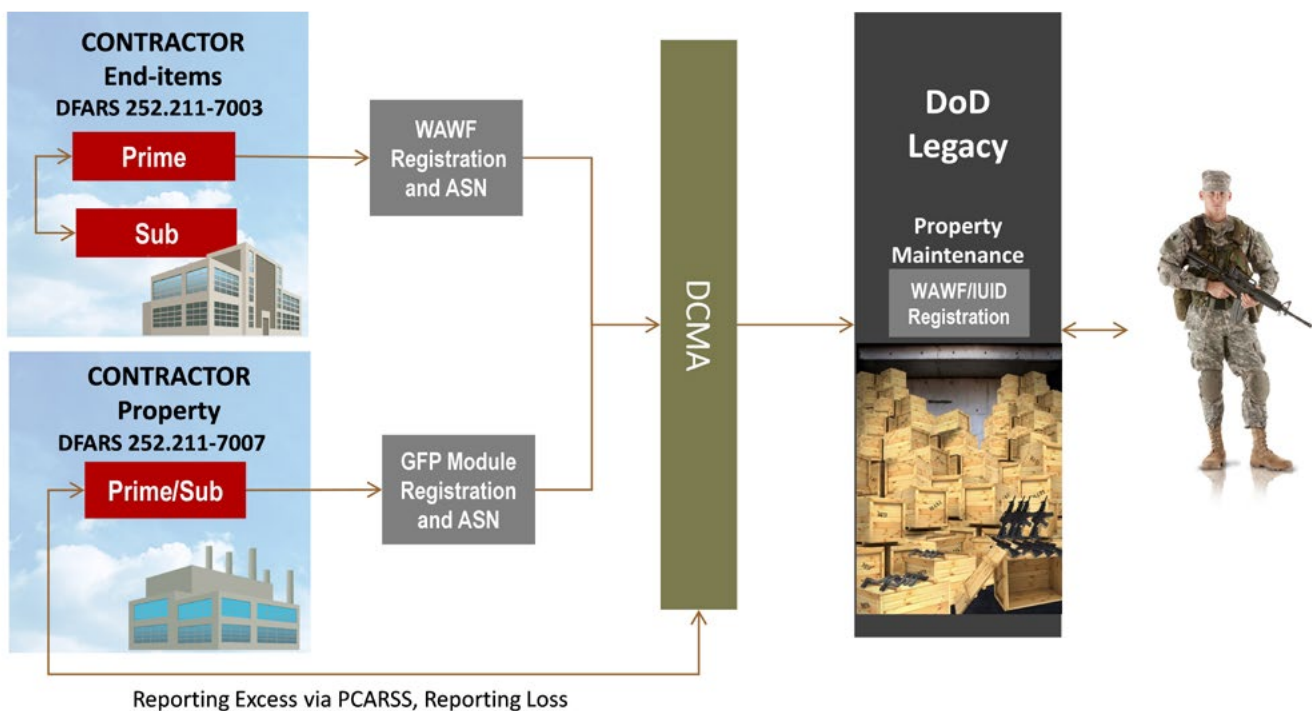 CONTRACTOR
End-items
DFARS 252.211-7003
Prime
Sub
WAWF
Registration
and ASN
CONTRACTOR
Property
DFARS 252.211-7007
Prime/Sub
GFP Module
Registration
and ASN
DCMA
DoD
Legacy
Property
Maintenance
WAWF/IUID
Registration
Reporting Excess via PCARSS, Reporting Loss